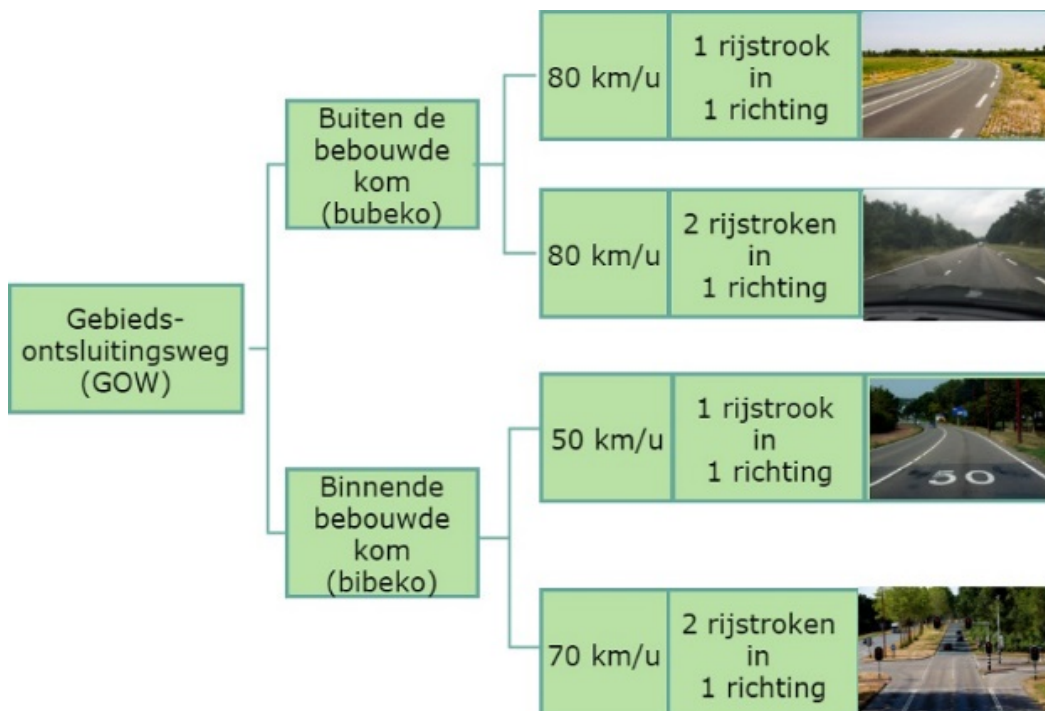 Gebieds-
ontsluitingsweg
(GOW)
Buiten de
bebouwde
kom
(bubeko)
80 km/u
1 rijstrook
in
1 richting
80 km/u
2 rijstroken
in
1 richting
Binnende
bebouwde
kom
(bibeko)
50 km/u
1 rijstrook
in
1 richting
50
70 km/u
2 rijstroken
in
1 richting